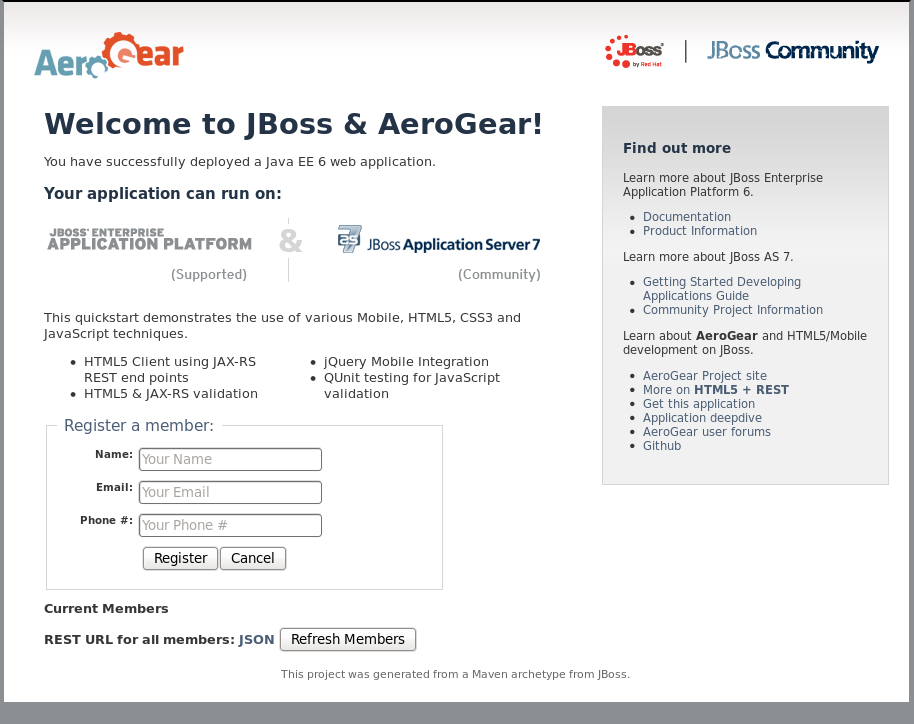 AeroGear
JBoss by Red Hat | JBoss Community
Welcome to JBoss & AeroGear!
You have successfully deployed a Java EE 6 web application.
Your application can run on:
JBOSS® ENTERPRISE
APPLICATION PLATFORM
(Supported)
&
as 7 JBoss Application Server 7
(Community)
This quickstart demonstrates the use of various Mobile, HTML5, CSS3 and
JavaScript techniques.
• HTML5 Client using JAX-RS
REST end points
• HTML5 & JAX-RS validation
• jQuery Mobile Integration
• QUnit testing for JavaScript
validation
Register a member:
Name: Your Name
Email: Your Email
Phone #: Your Phone #
Register Cancel
Current Members
REST URL for all members: JSON Refresh Members
Find out more
Learn more about JBoss Enterprise
Application Platform 6.
• Documentation
• Product Information
Learn more about JBoss AS 7.
• Getting Started Developing
Applications Guide
• Community Project Information
Learn about AeroGear and HTML5/Mobile
development on JBoss.
• AeroGear Project site
• More on HTML5 + REST
• Get this application
• Application deepdive
• AeroGear user forums
• Github
This project was generated from a Maven archetype from JBoss.